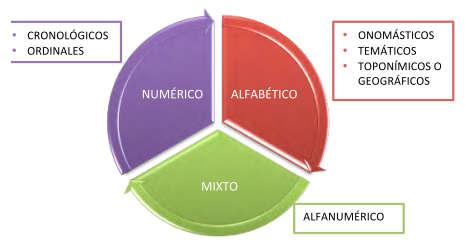 • CRONOLÓGICOS
• ORDINALES
• ONOMÁSTICOS
• TEMÁTICOS
• TOPONÍMICOS O
GEOGRÁFICOS
NUMÉRICO
ALFABÉTICO
MIXTO
ALFANUMÉRICO